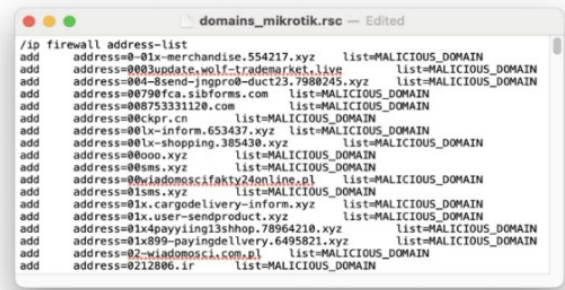 domains_mikrotik.rsc — Edited
/ip firewall address-list
add address=0-01x-merchandise.554217.xyz list=MALICIOUS_DOMAIN
add address=0003update.wolf-trademarket.live list=MALICIOUS_DOMAIN
add address=004-8send-jngpro0-duct23.7980245.xyz list=MALICIOUS_DOMAIN
add address=00790fca.sibforms.com list=MALICIOUS_DOMAIN
add address=008753331120.com list=MALICIOUS_DOMAIN
add address=00ckpr.cn list=MALICIOUS_DOMAIN
add address=00lx-inform.653437.xyz list=MALICIOUS_DOMAIN
add address=00lx-shopping.385430.xyz list=MALICIOUS_DOMAIN
add address=00ooo.xyz list=MALICIOUS_DOMAIN
add address=00sms.xyz list=MALICIOUS_DOMAIN
add address=00wiadomoscifakty24online.pl list=MALICIOUS_DOMAIN
add address=01sms.xyz list=MALICIOUS_DOMAIN
add address=01x.cargodelivery-inform.xyz list=MALICIOUS_DOMAIN
add address=01x.user-sendproduct.xyz list=MALICIOUS_DOMAIN
add address=01x4payyiing13shhop.78964210.xyz list=MALICIOUS_DOMAIN
add address=01x899-payingdellvery.6495821.xyz list=MALICIOUS_DOMAIN
add address=02-wiadomosci.com.pl list=MALICIOUS_DOMAIN
add address=0212806.ir list=MALICIOUS_DOMAIN